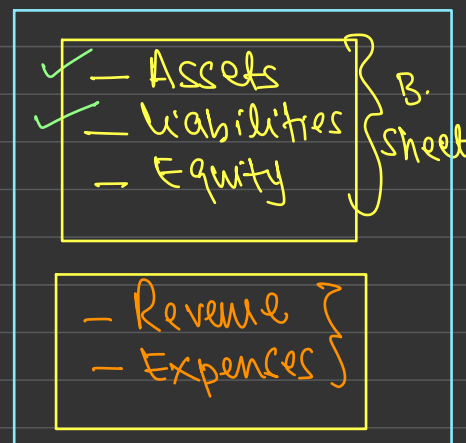 – Assets
– Liabilities
– Equity
B.
Sheet
– Revenue
– Expences